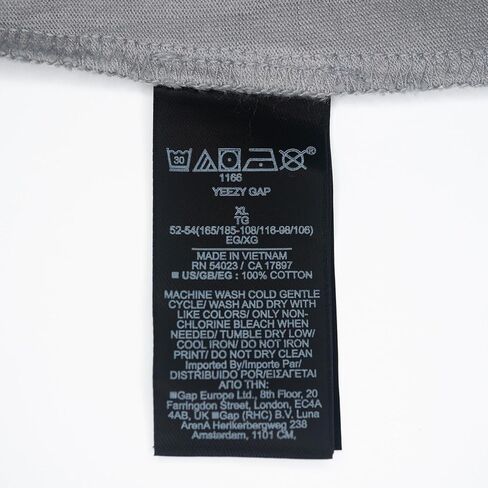 30
1166
YEEZY GAP
XL
TG
52-54(165/185-108/116-98/106)
EG/XG
MADE IN VIETNAM
RN 54023 / CA 17897
■ US/GB/EG : 100% COTTON
MACHINE WASH COLD GENTLE
CYCLE/ WASH AND DRY WITH
LIKE COLORS/ ONLY NON-
CHLORINE BLEACH WHEN
NEEDED/ TUMBLE DRY LOW/
COOL IRON/ DO NOT IRON
PRINT/ DO NOT DRY CLEAN
Imported By/Importe Par/
DISTRIBUIDO POR/ΕΙΣΑΓΕΤΑΙ
ΑΠΟ ΤΗΝ:
■Gap Europe Ltd., 8th Floor, 20
Farringdon Street, London, EC4A
4AB, UK ■Gap (RHC) B.V. Luna
ArenA Herikerbergweg 238
Amsterdam, 1101 CM,